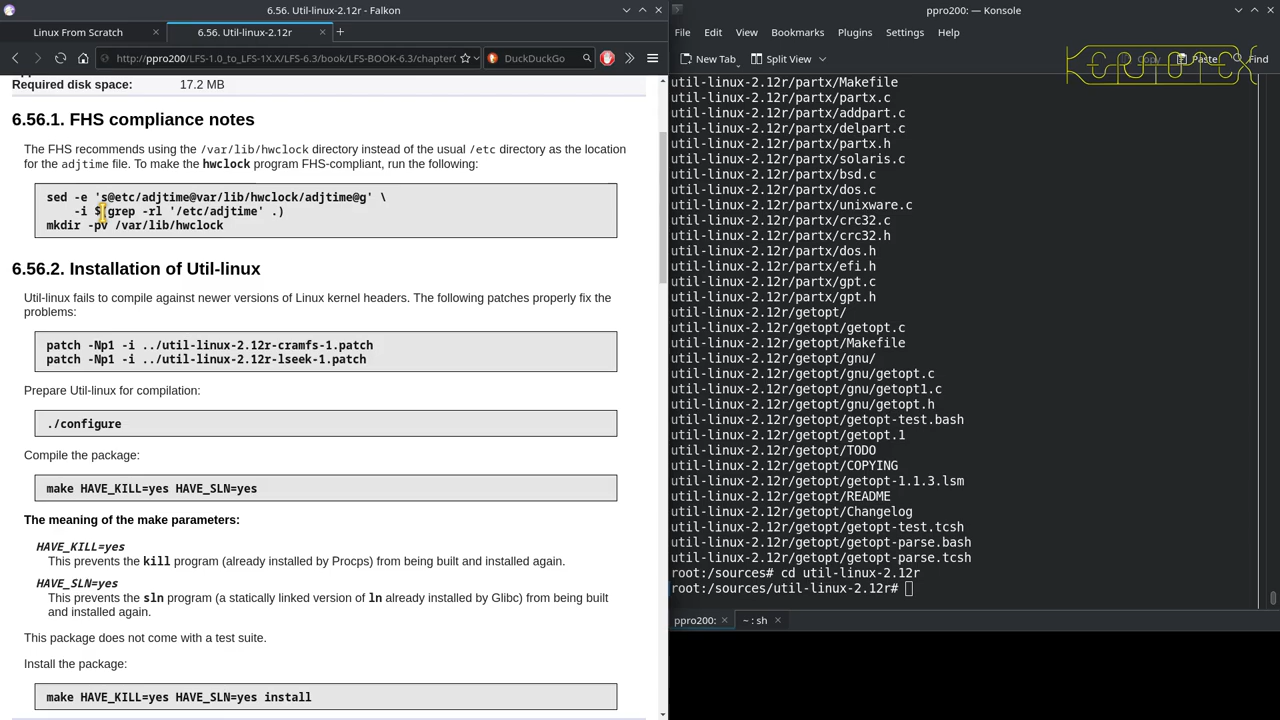 6.56. Util-linux-2.12r - Falkon
Linux From Scratch
6.56. Util-linux-2.12r
http://ppro200/LFS-1.0_to_LFS-1X.X/LFS-6.3/book/LFS-BOOK-6.3/chapter(
DuckDuckGo
Required disk space: 17.2 MB
6.56.1. FHS compliance notes
The FHS recommends using the /var/lib/hwclock directory instead of the usual /etc directory as the location
for the adjtime file. To make the hwclock program FHS-compliant, run the following:
sed -e 's@etc/adjtime@var/lib/hwclock/adjtime@g' \
-i $(grep -rl '/etc/adjtime' .)
mkdir -pv /var/lib/hwclock
6.56.2. Installation of Util-linux
Util-linux fails to compile against newer versions of Linux kernel headers. The following patches properly fix the
problems:
patch -Np1 -i ../util-linux-2.12r-cramfs-1.patch
patch -Np1 -i ../util-linux-2.12r-lseek-1.patch
Prepare Util-linux for compilation:
./configure
Compile the package:
make HAVE_KILL=yes HAVE_SLN=yes
The meaning of the make parameters:
HAVE_KILL=yes
This prevents the kill program (already installed by Procps) from being built and installed again.
HAVE_SLN=yes
This prevents the sln program (a statically linked version of ln already installed by Glibc) from being built
and installed again.
This package does not come with a test suite.
Install the package:
make HAVE_KILL=yes HAVE_SLN=yes install
ppro200: — Konsole
File Edit View Bookmarks Plugins Settings Help
New Tab Split View Copy Paste Find
util-linux-2.12r/partx/Makefile
util-linux-2.12r/partx/partx.c
util-linux-2.12r/partx/addpart.c
util-linux-2.12r/partx/delpart.c
util-linux-2.12r/partx/partx.h
util-linux-2.12r/partx/solaris.c
util-linux-2.12r/partx/bsd.c
util-linux-2.12r/partx/dos.c
util-linux-2.12r/partx/unixware.c
util-linux-2.12r/partx/crc32.c
util-linux-2.12r/partx/crc32.h
util-linux-2.12r/partx/dos.h
util-linux-2.12r/partx/efi.h
util-linux-2.12r/partx/gpt.c
util-linux-2.12r/partx/gpt.h
util-linux-2.12r/getopt/
util-linux-2.12r/getopt/getopt.c
util-linux-2.12r/getopt/Makefile
util-linux-2.12r/getopt/gnu/
util-linux-2.12r/getopt/gnu/getopt.c
util-linux-2.12r/getopt/gnu/getopt1.c
util-linux-2.12r/getopt/gnu/getopt.h
util-linux-2.12r/getopt/getopt-test.bash
util-linux-2.12r/getopt/getopt.1
util-linux-2.12r/getopt/TODO
util-linux-2.12r/getopt/COPYING
util-linux-2.12r/getopt/getopt-1.1.3.lsm
util-linux-2.12r/getopt/README
util-linux-2.12r/getopt/Changelog
util-linux-2.12r/getopt/getopt-test.tcsh
util-linux-2.12r/getopt/getopt-parse.bash
util-linux-2.12r/getopt/getopt-parse.tcsh
root:/sources# cd util-linux-2.12r
root:/sources/util-linux-2.12r#
ppro200: ~ : sh